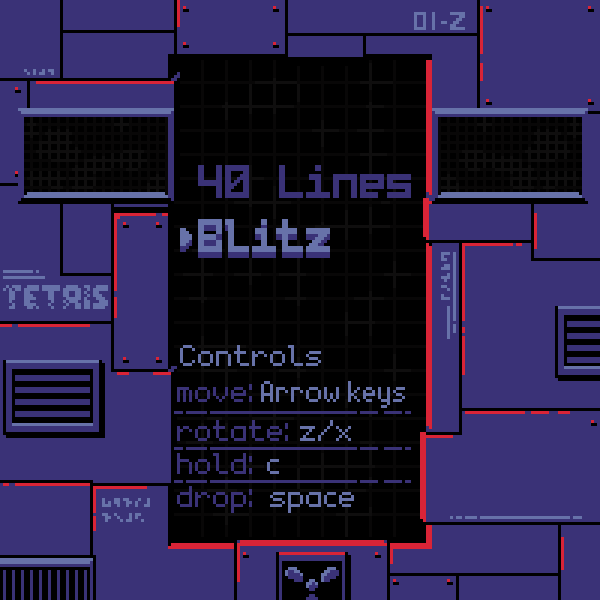 01-Z
40 Lines
Blitz
TETRIS
Controls
move: Arrow keys
rotate: z/x
hold: c
drop: space